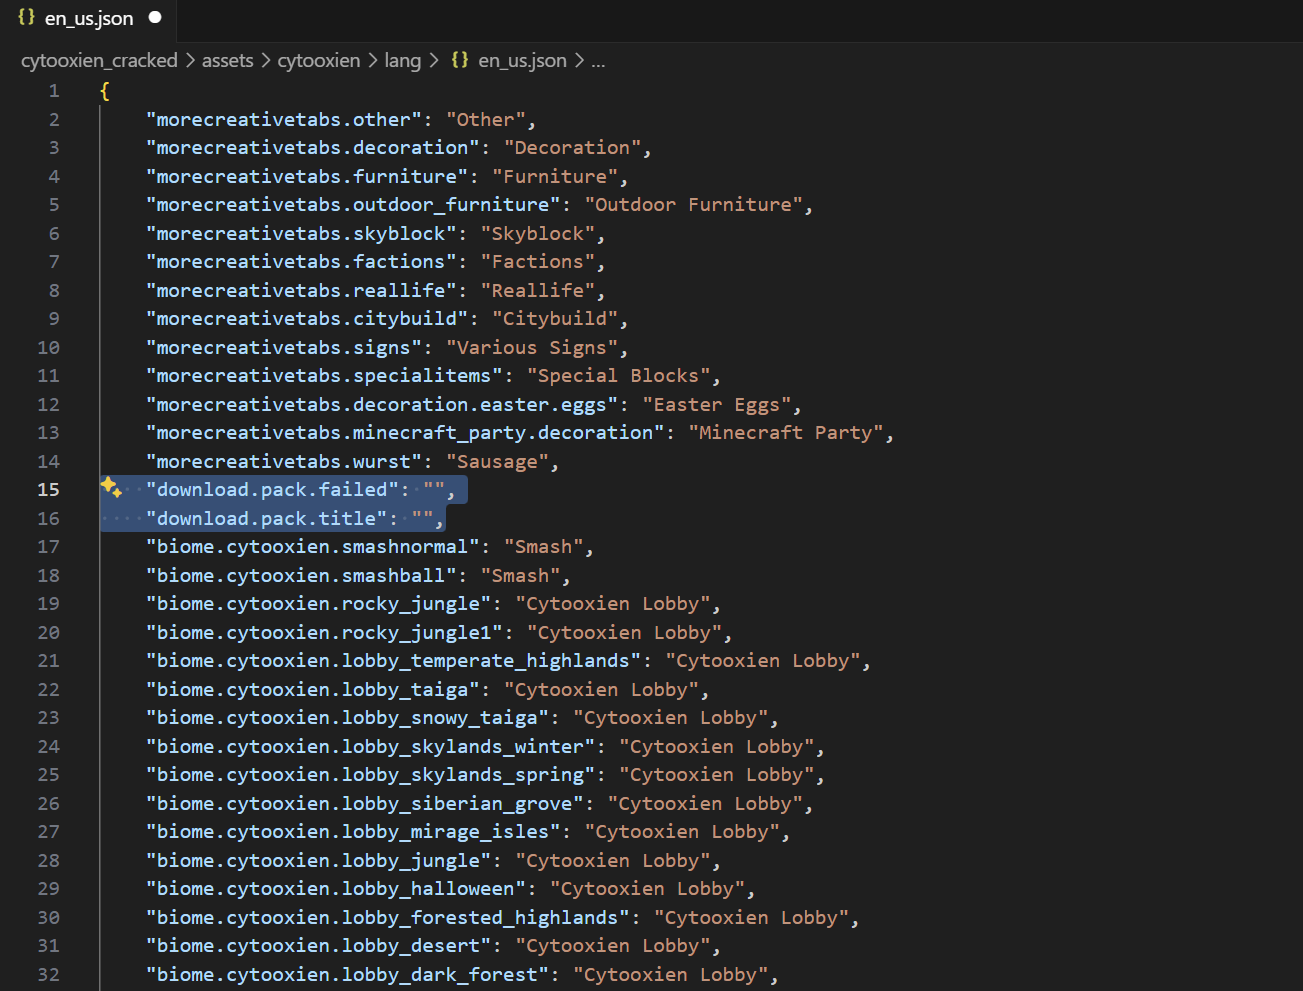 {} en_us.json ●
cytooxien_cracked > assets > cytooxien > lang > {} en_us.json > ...
1 {
2 "morecreativetabs.other": "Other",
3 "morecreativetabs.decoration": "Decoration",
4 "morecreativetabs.furniture": "Furniture",
5 "morecreativetabs.outdoor_furniture": "Outdoor Furniture",
6 "morecreativetabs.skyblock": "Skyblock",
7 "morecreativetabs.factions": "Factions",
8 "morecreativetabs.reallife": "Reallife",
9 "morecreativetabs.citybuild": "Citybuild",
10 "morecreativetabs.signs": "Various Signs",
11 "morecreativetabs.specialitems": "Special Blocks",
12 "morecreativetabs.decoration.easter.eggs": "Easter Eggs",
13 "morecreativetabs.minecraft_party.decoration": "Minecraft Party",
14 "morecreativetabs.wurst": "Sausage",
15 "download.pack.failed": "",
16 "download.pack.title": "",
17 "biome.cytooxien.smashnormal": "Smash",
18 "biome.cytooxien.smashball": "Smash",
19 "biome.cytooxien.rocky_jungle": "Cytooxien Lobby",
20 "biome.cytooxien.rocky_jungle1": "Cytooxien Lobby",
21 "biome.cytooxien.lobby_temperate_highlands": "Cytooxien Lobby",
22 "biome.cytooxien.lobby_taiga": "Cytooxien Lobby",
23 "biome.cytooxien.lobby_snowy_taiga": "Cytooxien Lobby",
24 "biome.cytooxien.lobby_skylands_winter": "Cytooxien Lobby",
25 "biome.cytooxien.lobby_skylands_spring": "Cytooxien Lobby",
26 "biome.cytooxien.lobby_siberian_grove": "Cytooxien Lobby",
27 "biome.cytooxien.lobby_mirage_isles": "Cytooxien Lobby",
28 "biome.cytooxien.lobby_jungle": "Cytooxien Lobby",
29 "biome.cytooxien.lobby_halloween": "Cytooxien Lobby",
30 "biome.cytooxien.lobby_forested_highlands": "Cytooxien Lobby",
31 "biome.cytooxien.lobby_desert": "Cytooxien Lobby",
32 "biome.cytooxien.lobby_dark_forest": "Cytooxien Lobby",